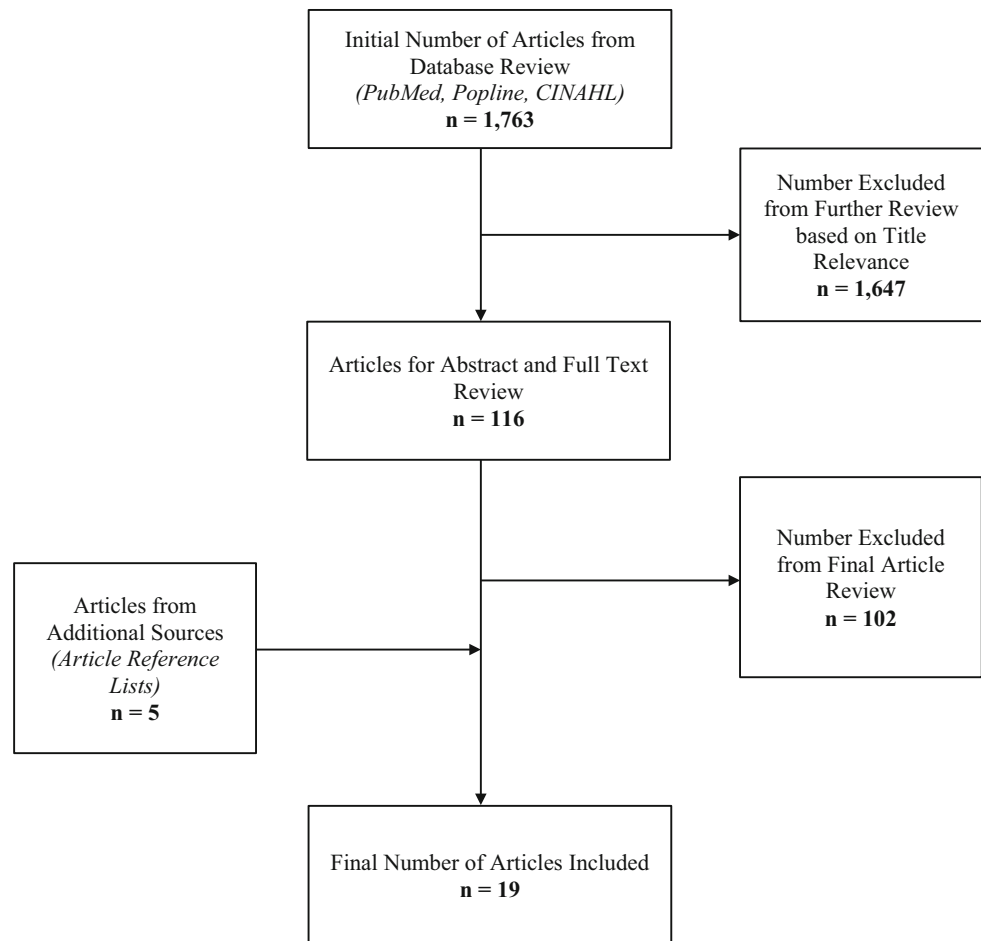 Initial Number of Articles from
Database Review
(PubMed, Popline, CINAHL)
n = 1,763
Number Excluded
from Further Review
based on Title
Relevance
n = 1,647
Articles for Abstract and Full Text
Review
n = 116
Number Excluded
from Final Article
Review
n = 102
Articles from
Additional Sources
(Article Reference
Lists)
n = 5
Final Number of Articles Included
n = 19